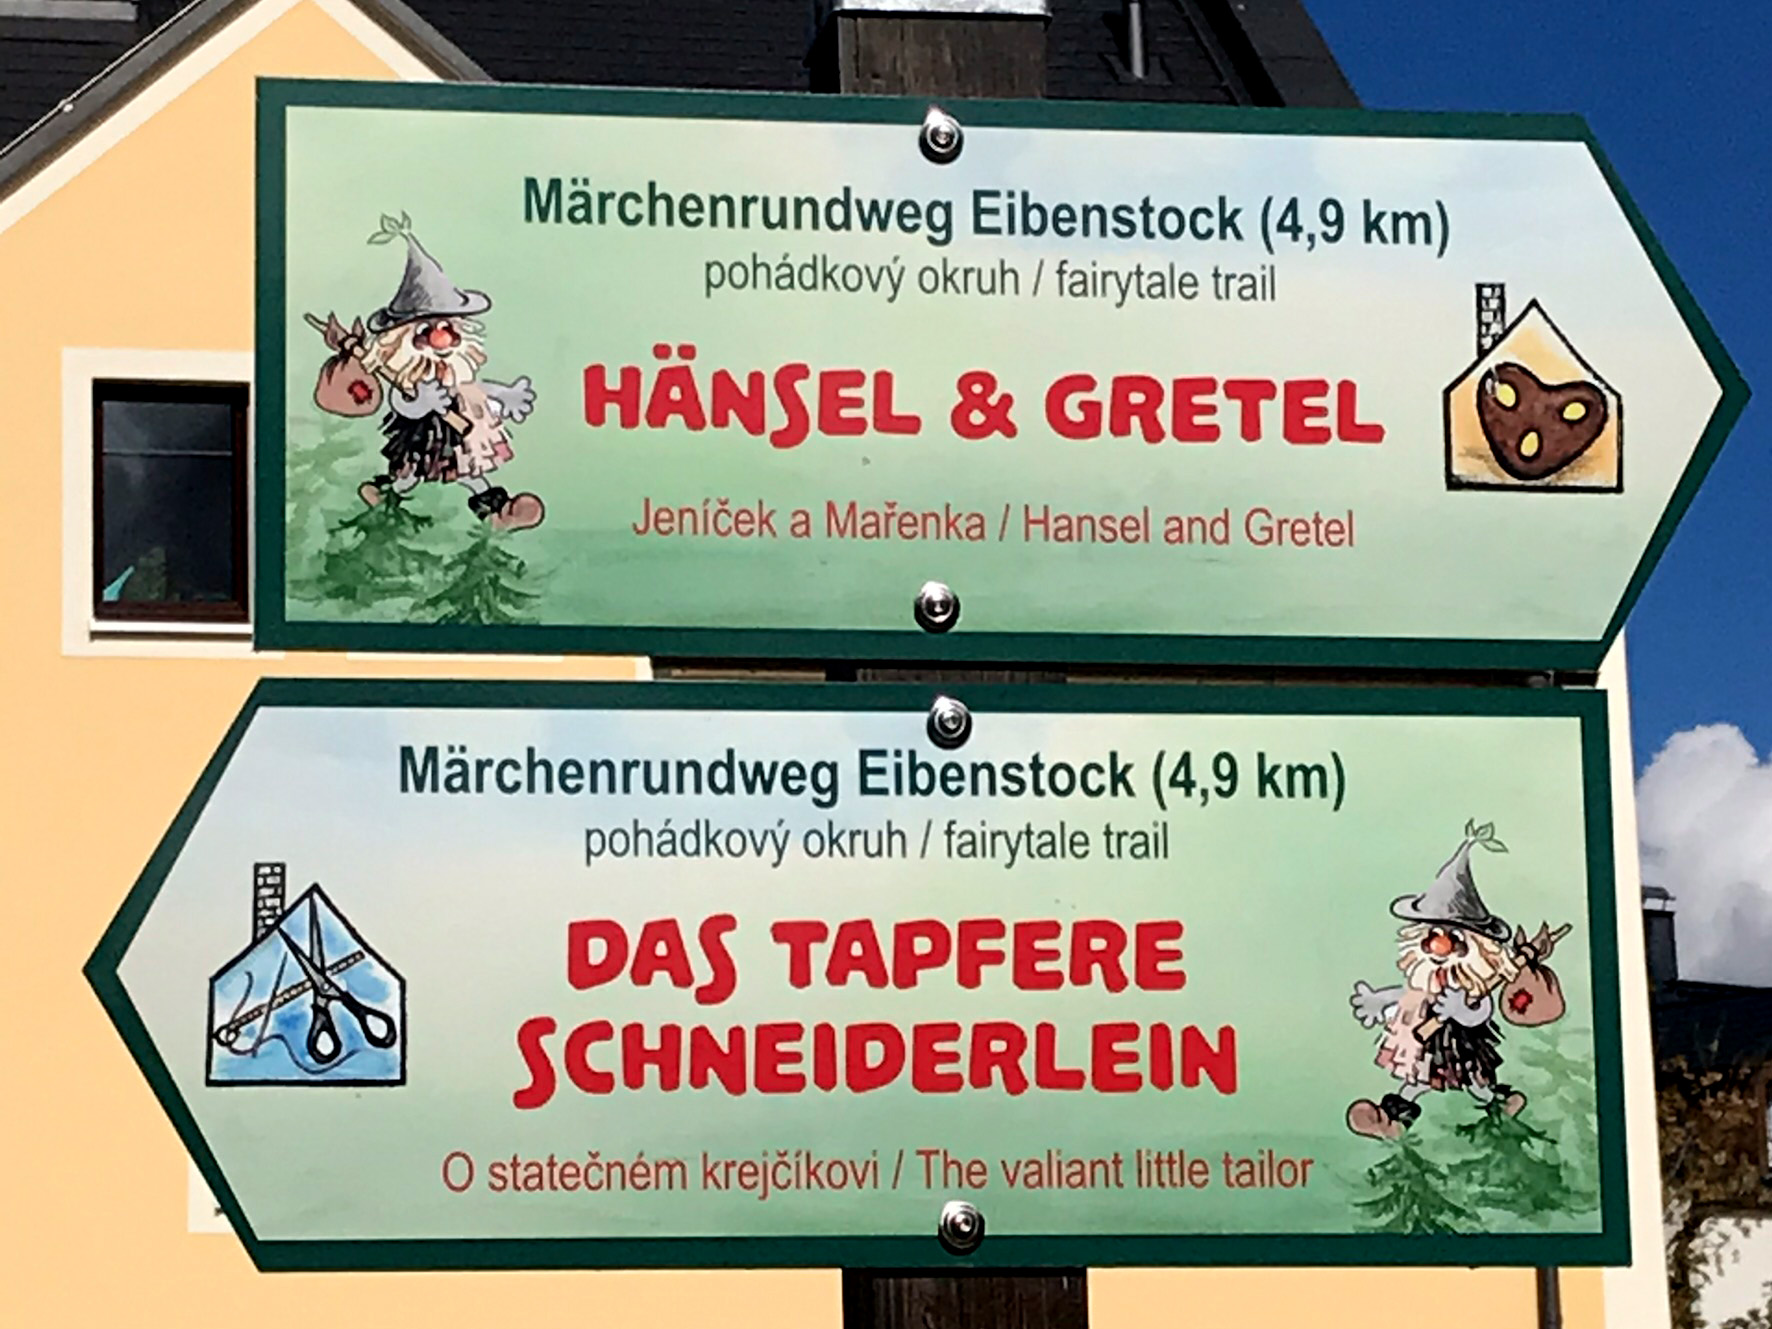 Märchenrundweg Eibenstock (4,9 km)
pohádkový okruh / fairytale trail
HÄNSEL & GRETEL
Jeníček a Mařenka / Hansel and Gretel
Märchenrundweg Eibenstock (4,9 km)
pohádkový okruh / fairytale trail
DAS TAPFERE
SCHNEIDERLEIN
O statečném krejčíkovi / The valiant little tailor